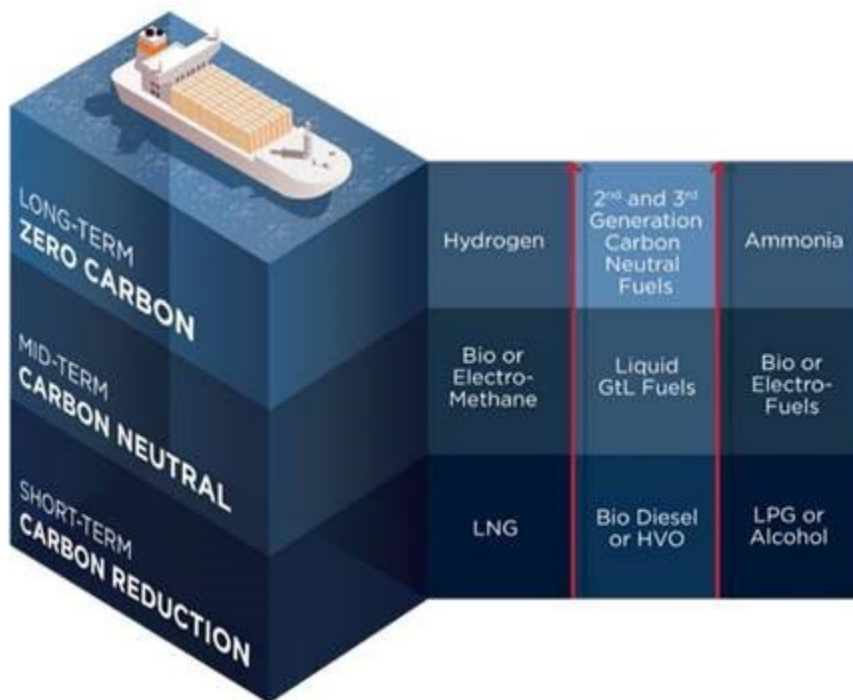 LONG-TERM
ZERO CARBON
Hydrogen
2nd and 3rd
Generation
Carbon
Neutral
Fuels
Ammonia
MID-TERM
CARBON NEUTRAL
Bio or
Electro-
Methane
Liquid
GtL Fuels
Bio or
Electro-
Fuels
SHORT-TERM
CARBON REDUCTION
LNG
Bio Diesel
or HVO
LPG or
Alcohol